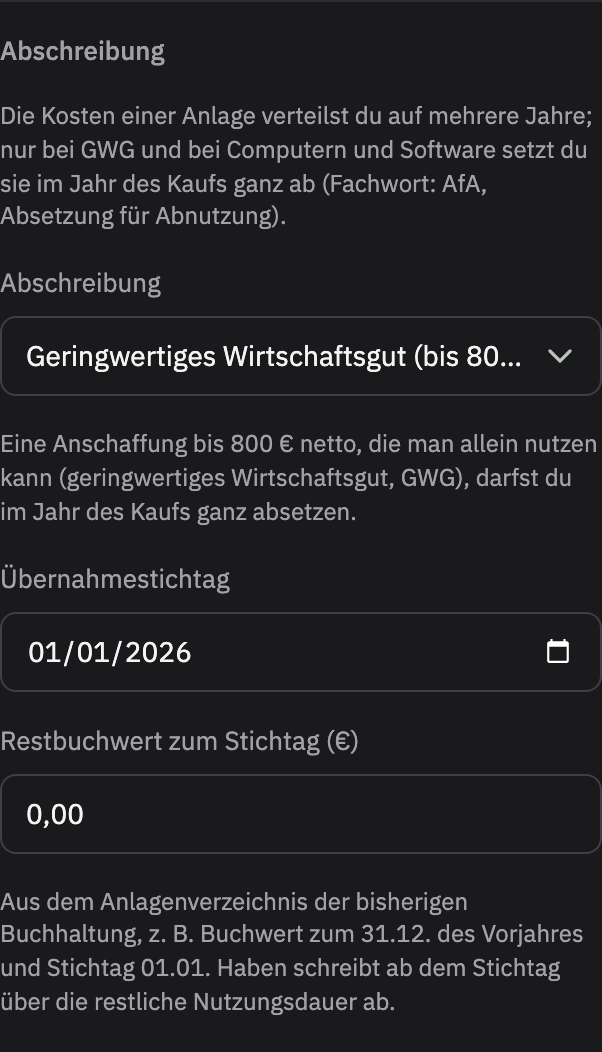 Abschreibung
Die Kosten einer Anlage verteilst du auf mehrere Jahre;
nur bei GWG und bei Computern und Software setzt du
sie im Jahr des Kaufs ganz ab (Fachwort: AfA,
Absetzung für Abnutzung).
Abschreibung
Geringwertiges Wirtschaftsgut (bis 80...
Eine Anschaffung bis 800 € netto, die man allein nutzen
kann (geringwertiges Wirtschaftsgut, GWG), darfst du
im Jahr des Kaufs ganz absetzen.
Übernahmestichtag
01/01/2026
Restbuchwert zum Stichtag (€)
0,00
Aus dem Anlagenverzeichnis der bisherigen
Buchhaltung, z. B. Buchwert zum 31.12. des Vorjahres
und Stichtag 01.01. Haben schreibt ab dem Stichtag
über die restliche Nutzungsdauer ab.